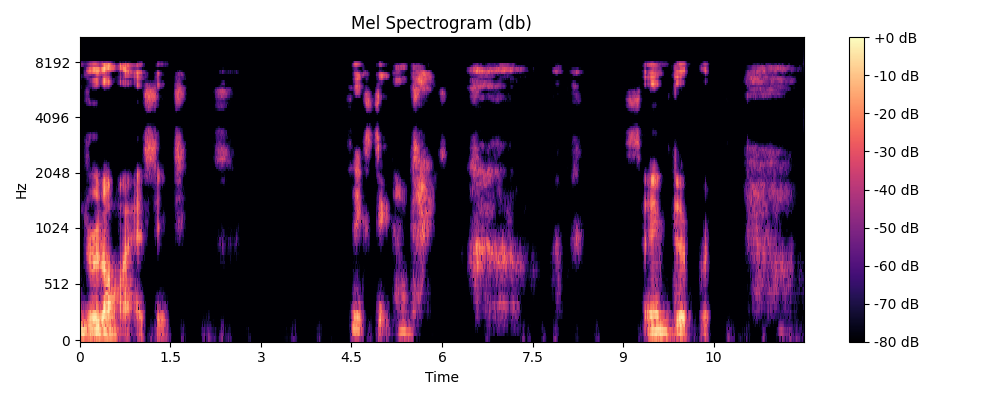 Mel Spectrogram (db)
+0 dB
8192
-10 dB
4096
-20 dB
-30 dB
2048
Hz
-40 dB
1024
-50 dB
-60 dB
512
-70 dB
0
-80 dB
0 1.5 3 4.5 6 7.5 9 10
Time